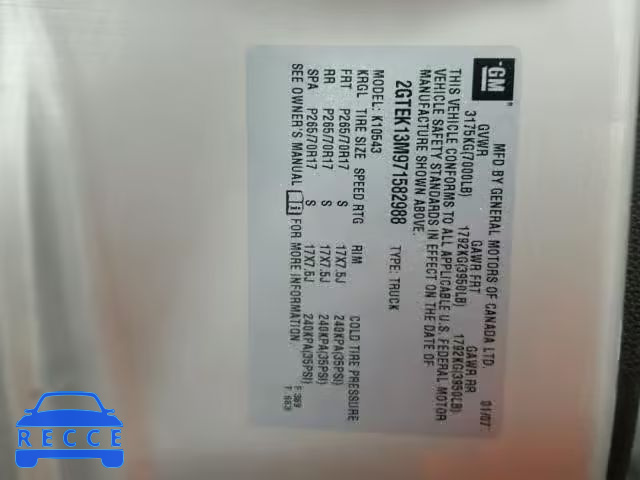 GM
MFD BY GENERAL MOTORS OF CANADA LTD. 01/07
GVWR GAWR FRT GAWR RR
3175KG(7000LB) 1792KG(3950LB) 1792KG(3950LB)
THIS VEHICLE CONFORMS TO ALL APPLICABLE U.S. FEDERAL MOTOR
VEHICLE SAFETY STANDARDS IN EFFECT ON THE DATE OF
MANUFACTURE SHOWN ABOVE.
2GTEK13M971582988 TYPE: TRUCK
MODEL: K10543
KRGL TIRE SIZE SPEED RTG RIM COLD TIRE PRESSURE
FRT P265/70R17 S 17X7.5J 240KPA(35PSI)
RR P265/70R17 S 17X7.5J 240KPA(35PSI)
SPA P265/70R17 S 17X7.5J 240KPA(35PSI)
SEE OWNER'S MANUAL FOR MORE INFORMATION.
RECCE